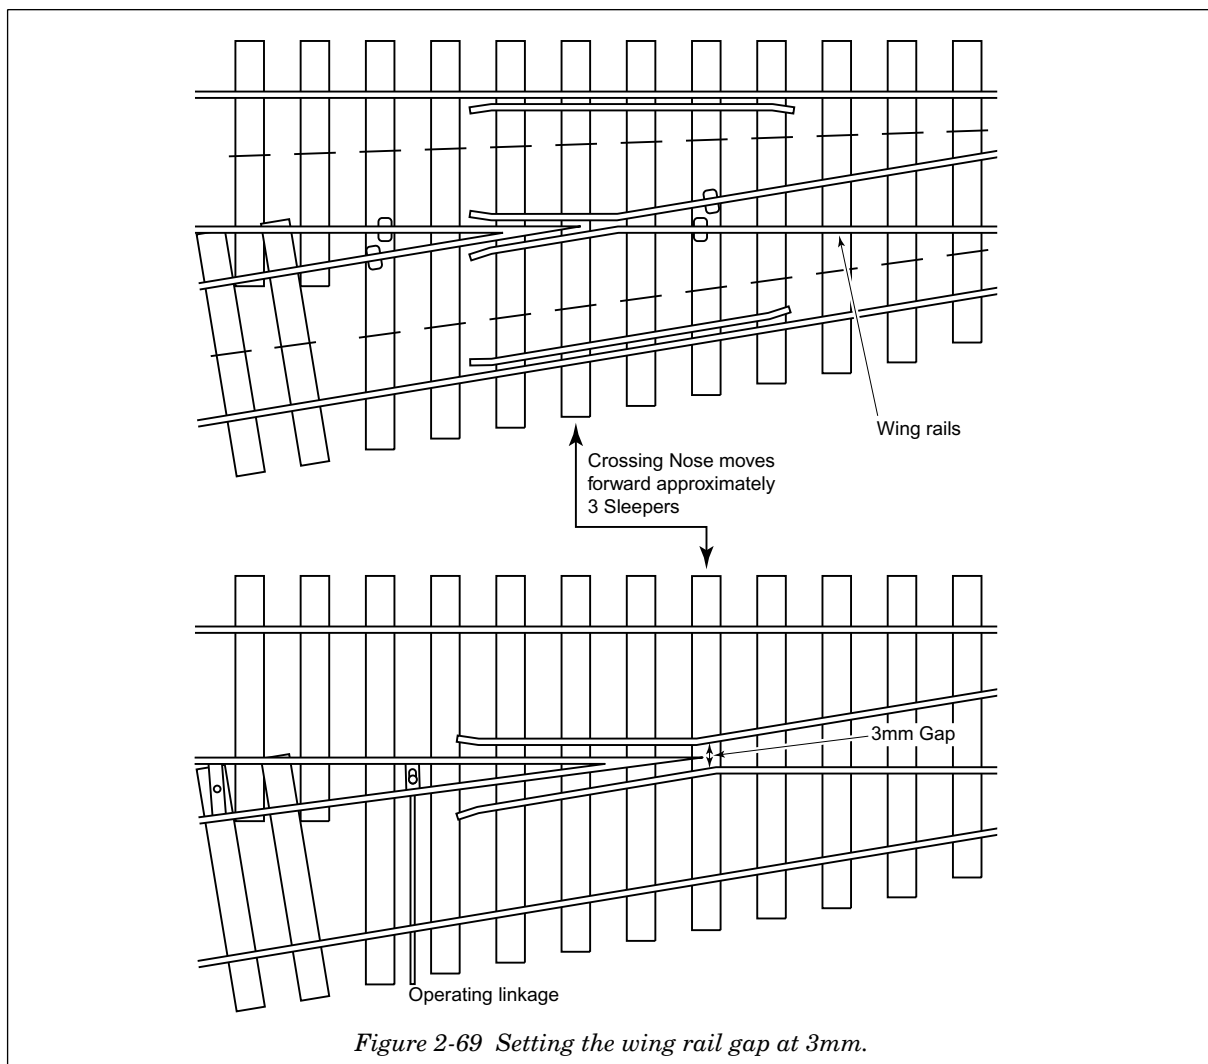 Wing rails
Crossing Nose moves
forward approximately
3 Sleepers
3mm Gap
Operating linkage
Figure 2-69 Setting the wing rail gap at 3mm.